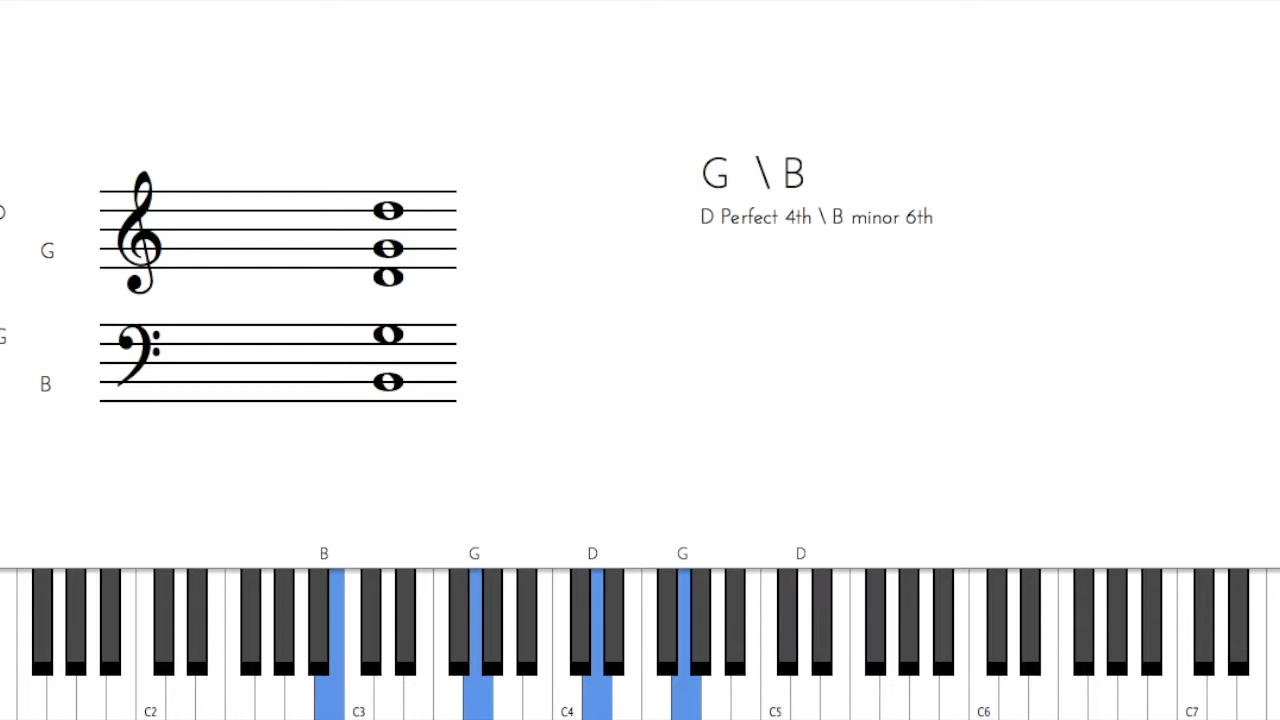 G \ B
D Perfect 4th \ B minor 6th
D
G
G
B
B G D G D
C2 C3 C4 C5 C6 C7